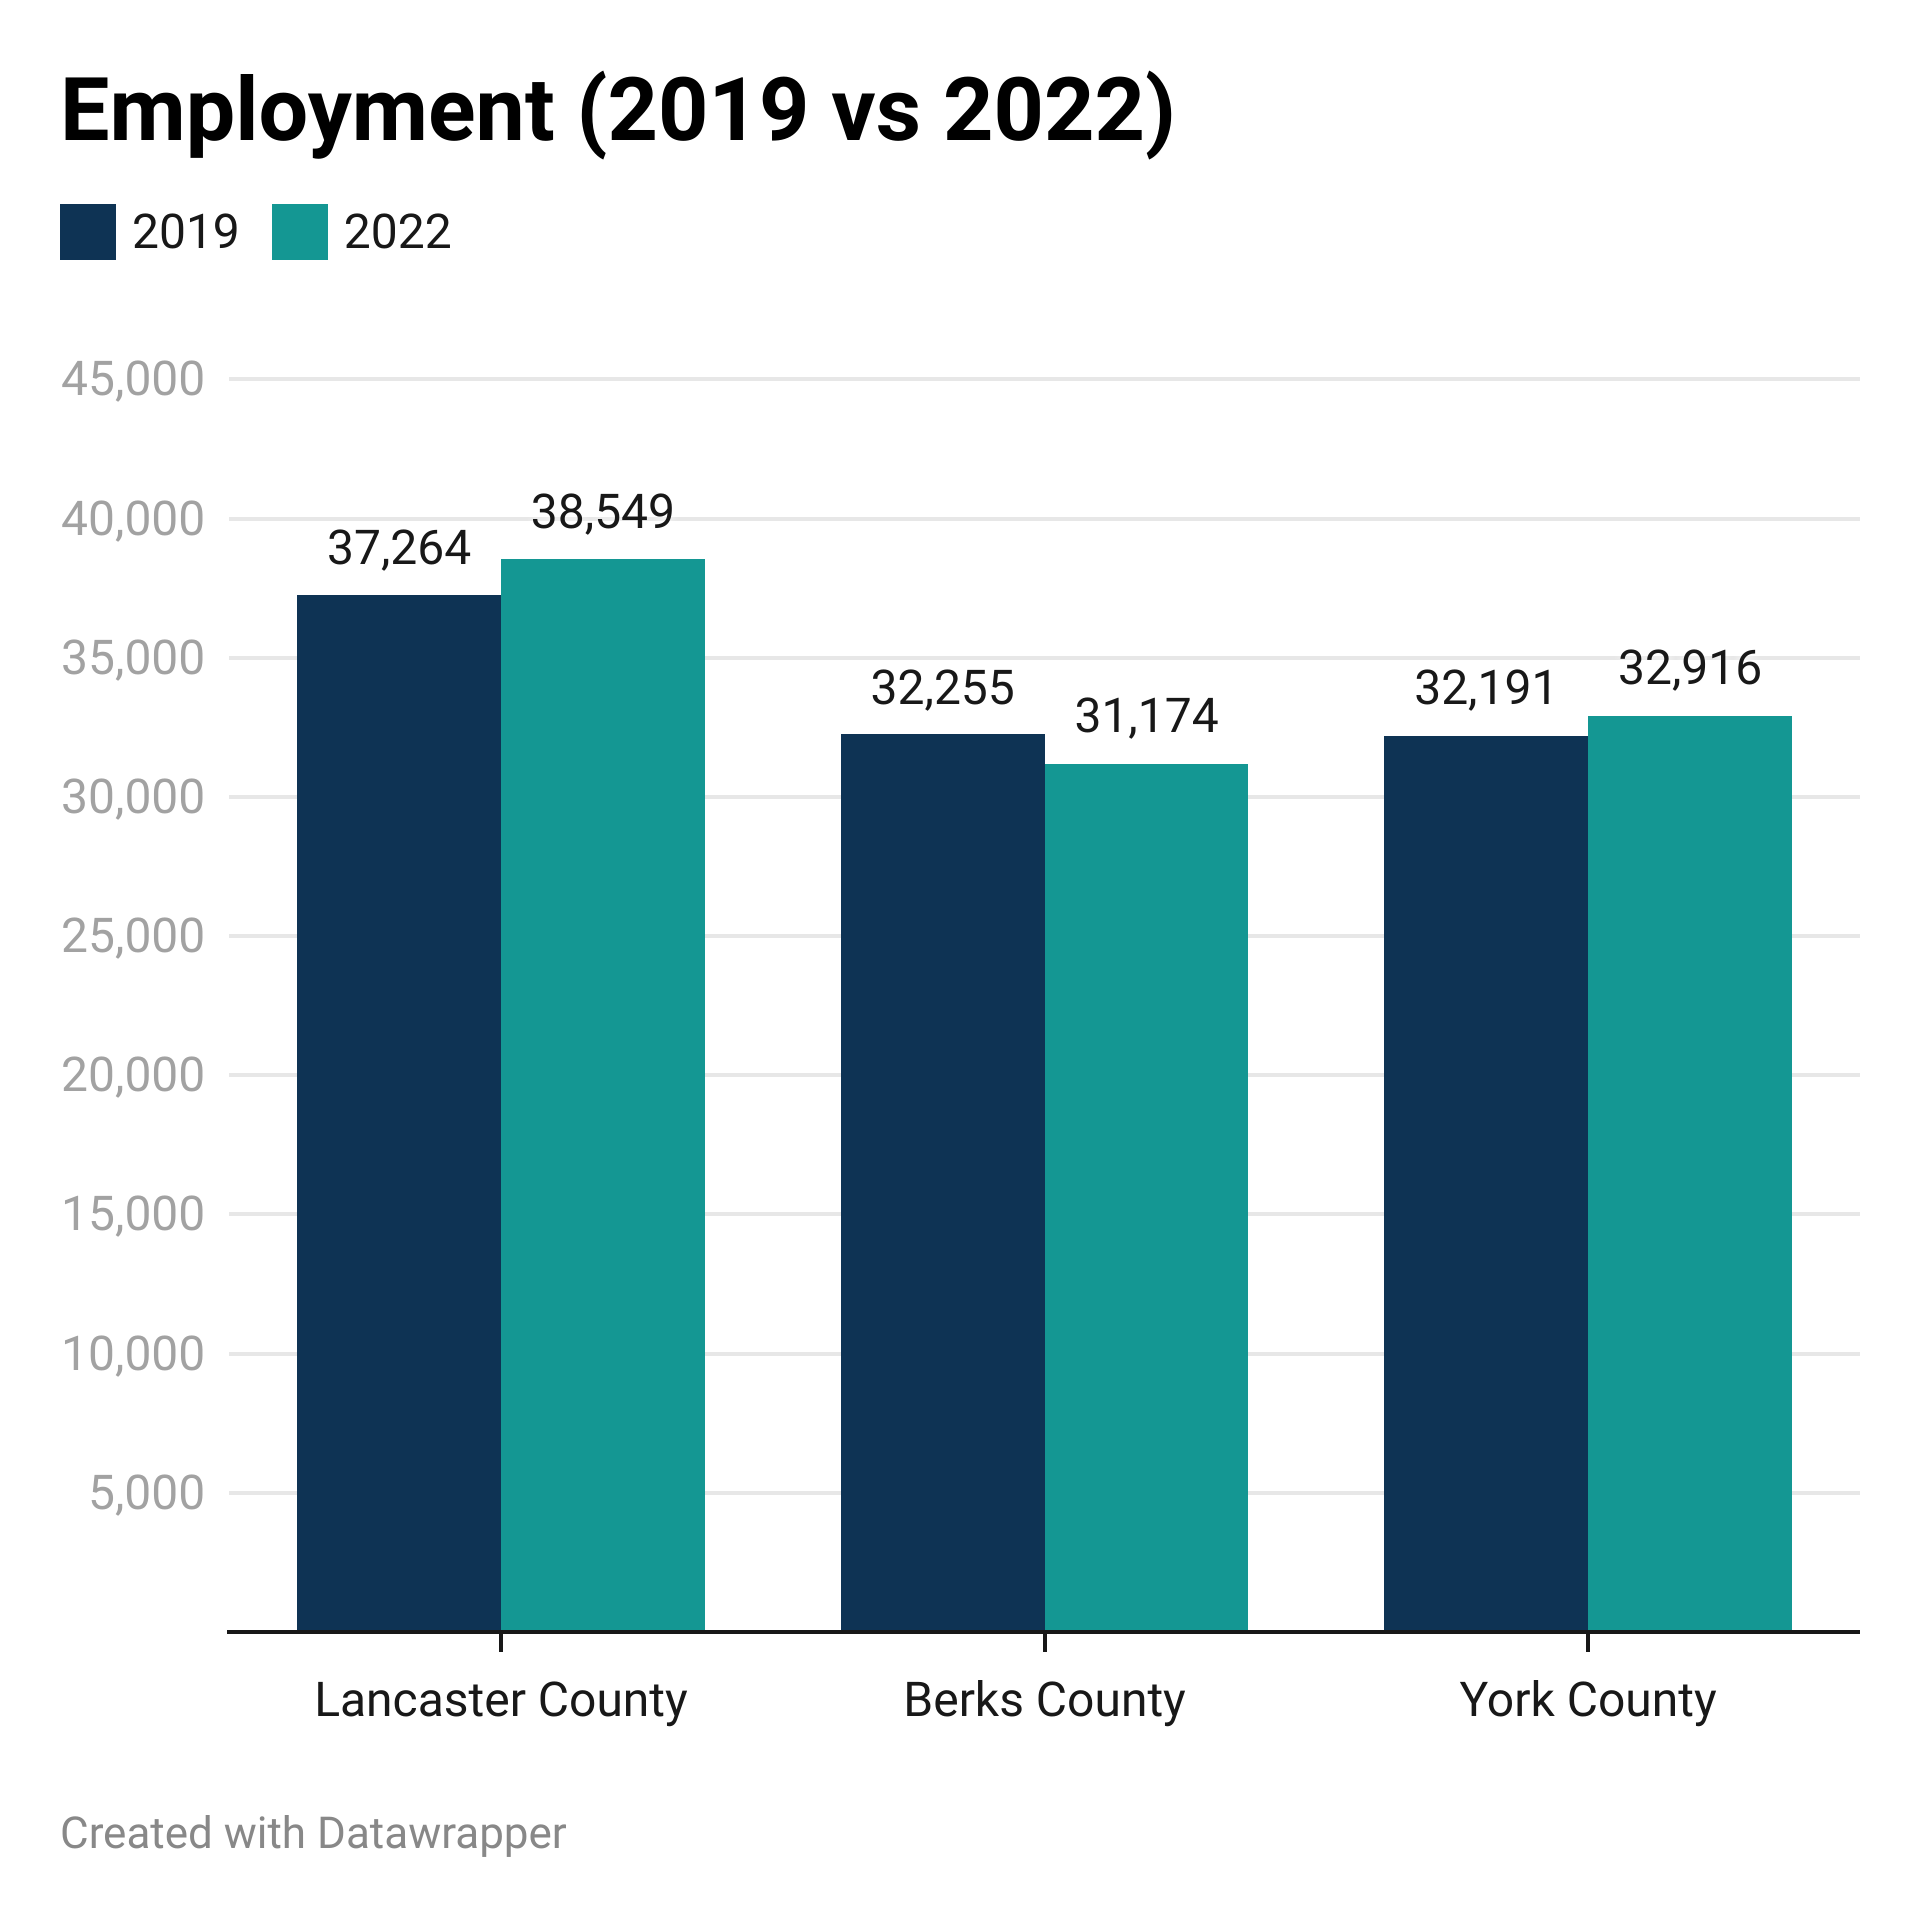 Employment (2019 vs 2022)
2019 2022
45,000
40,000
35,000
30,000
25,000
20,000
15,000
10,000
5,000
37,264 38,549 32,255 31,174 32,191 32,916
Lancaster County Berks County York County
Created with Datawrapper